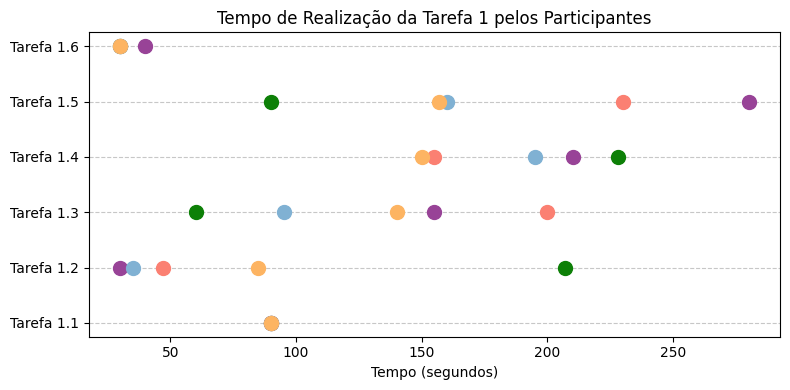 Tempo de Realização da Tarefa 1 pelos Participantes
Tarefa 1.6
Tarefa 1.5
Tarefa 1.4
Tarefa 1.3
Tarefa 1.2
Tarefa 1.1
50 100 150 200 250
Tempo (segundos)